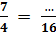 7/4 = .../16